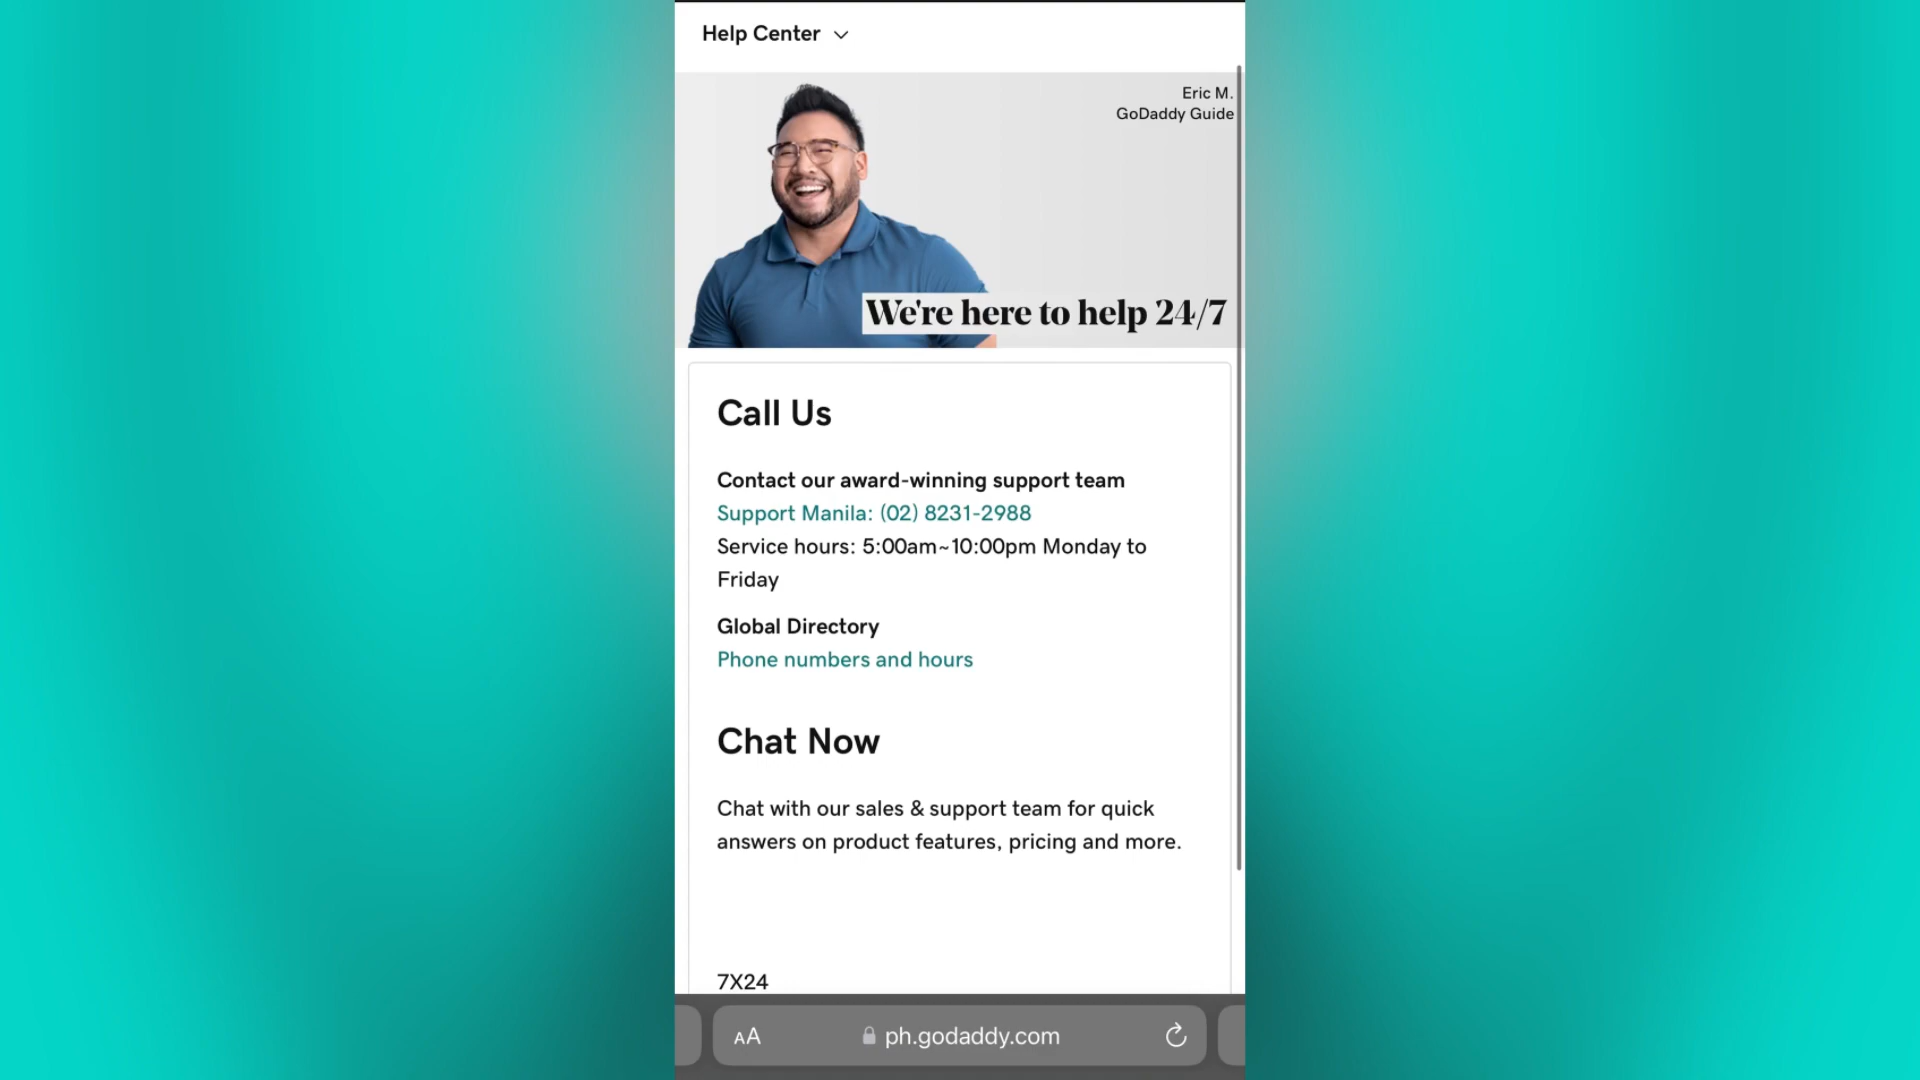 Help Center
Eric M.
GoDaddy Guide
We're here to help 24/7
Call Us
Contact our award-winning support team
Support Manila: (02) 8231-2988
Service hours: 5:00am~10:00pm Monday to
Friday
Global Directory
Phone numbers and hours
Chat Now
Chat with our sales & support team for quick
answers on product features, pricing and more.
7X24
AA ph.godaddy.com